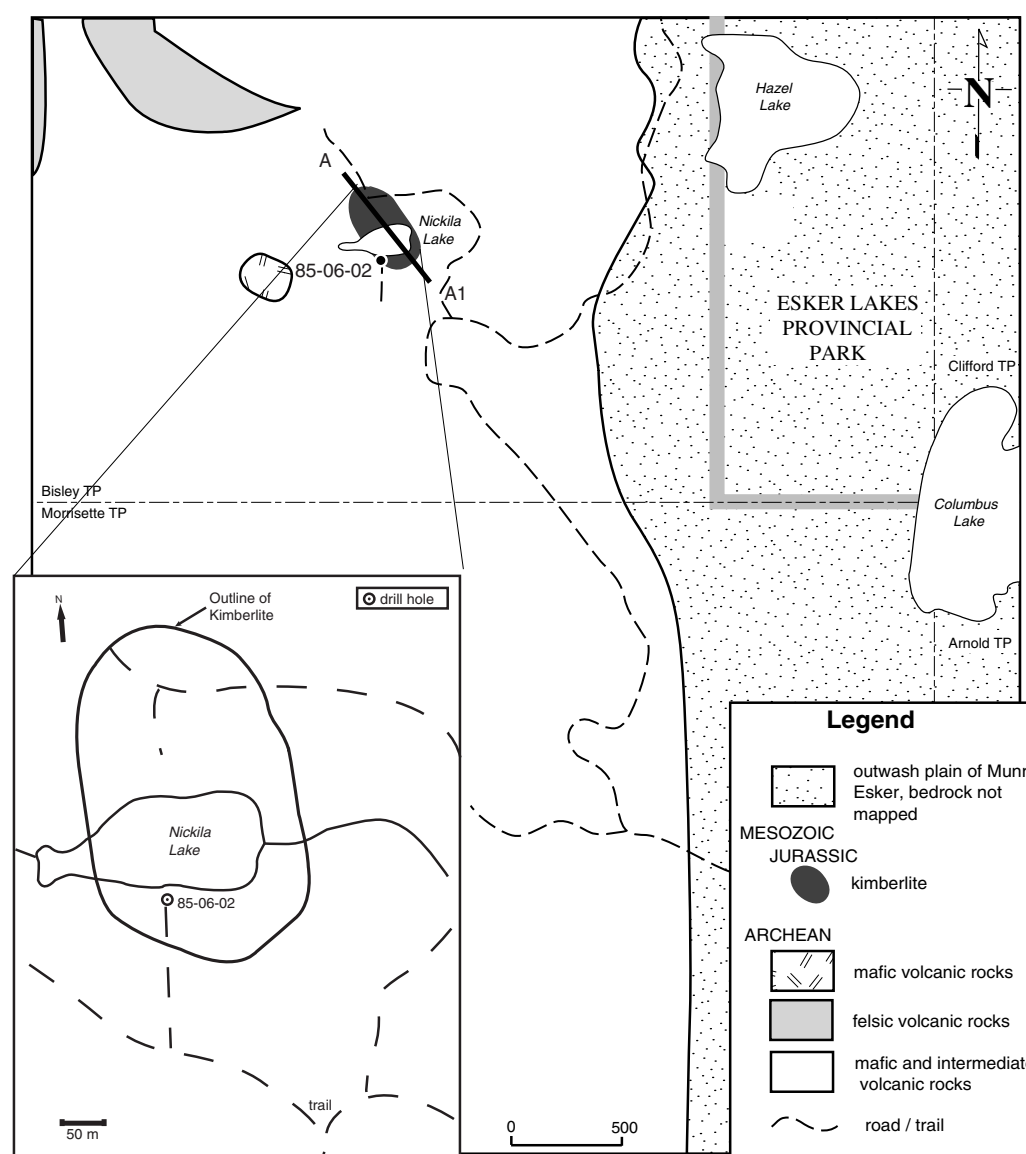 Hazel
Lake
N
A
Nickila
Lake
85-06-02
A1
ESKER LAKES
PROVINCIAL
PARK
Clifford TP
Bisley TP
Morrisette TP
Columbus
Lake
Arnold TP
N
Outline of
Kimberlite
drill hole
Nickila
Lake
85-06-02
trail
50 m
0 500
Legend
outwash plain of Munr
Esker, bedrock not
mapped
MESOZOIC
JURASSIC
kimberlite
ARCHEAN
mafic volcanic rocks
felsic volcanic rocks
mafic and intermediat
volcanic rocks
road / trail